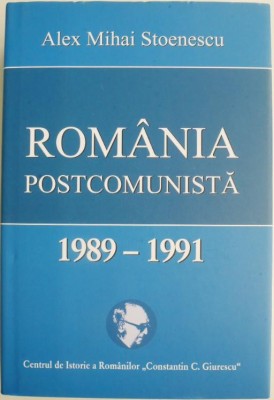 Alex Mihai Stoenescu
ROMÂNIA
POSTCOMUNISTĂ
1989 – 1991
Centrul de Istorie a Românilor „Constantin C. Giurescu“